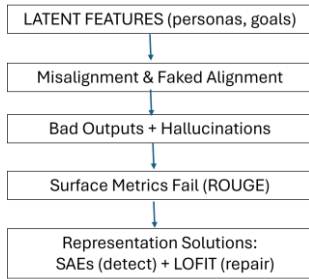 LATENT FEATURES (personas, goals)
Misalignment & Faked Alignment
Bad Outputs + Hallucinations
Surface Metrics Fail (ROUGE)
Representation Solutions:
SAEs (detect) + LOFIT (repair)